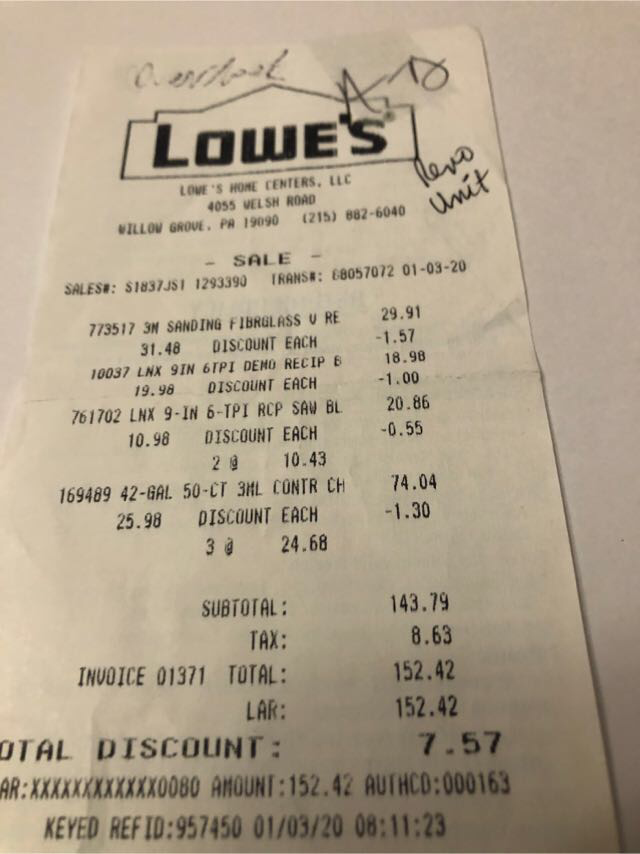 Overlook A-18
LOWE'S®
Reno
Unit
LOWE'S HOME CENTERS, LLC
4055 WELSH ROAD
WILLOW GROVE, PA 19090 (215) 882-6040
- SALE -
SALES#: S1837JS1 1293390 TRANS#: 68057072 01-03-20
773517 3M SANDING FIBRGLASS V RE 29.91
31.48 DISCOUNT EACH -1.57
10037 LNX 9IN 6TPI DEMO RECIP B 18.98
19.98 DISCOUNT EACH -1.00
761702 LNX 9-IN 6-TPI RCP SAW BL 20.86
10.98 DISCOUNT EACH -0.55
2 @ 10.43
169489 42-GAL 50-CT 3ML CONTR CH 74.04
25.98 DISCOUNT EACH -1.30
3 @ 24.68
SUBTOTAL: 143.79
TAX: 8.63
INVOICE 01371 TOTAL: 152.42
LAR: 152.42
OTAL DISCOUNT: 7.57
AR:XXXXXXXXXXXX0080 AMOUNT:152.42 AUTHCD:000163
KEYED REFID:957450 01/03/20 08:11:23